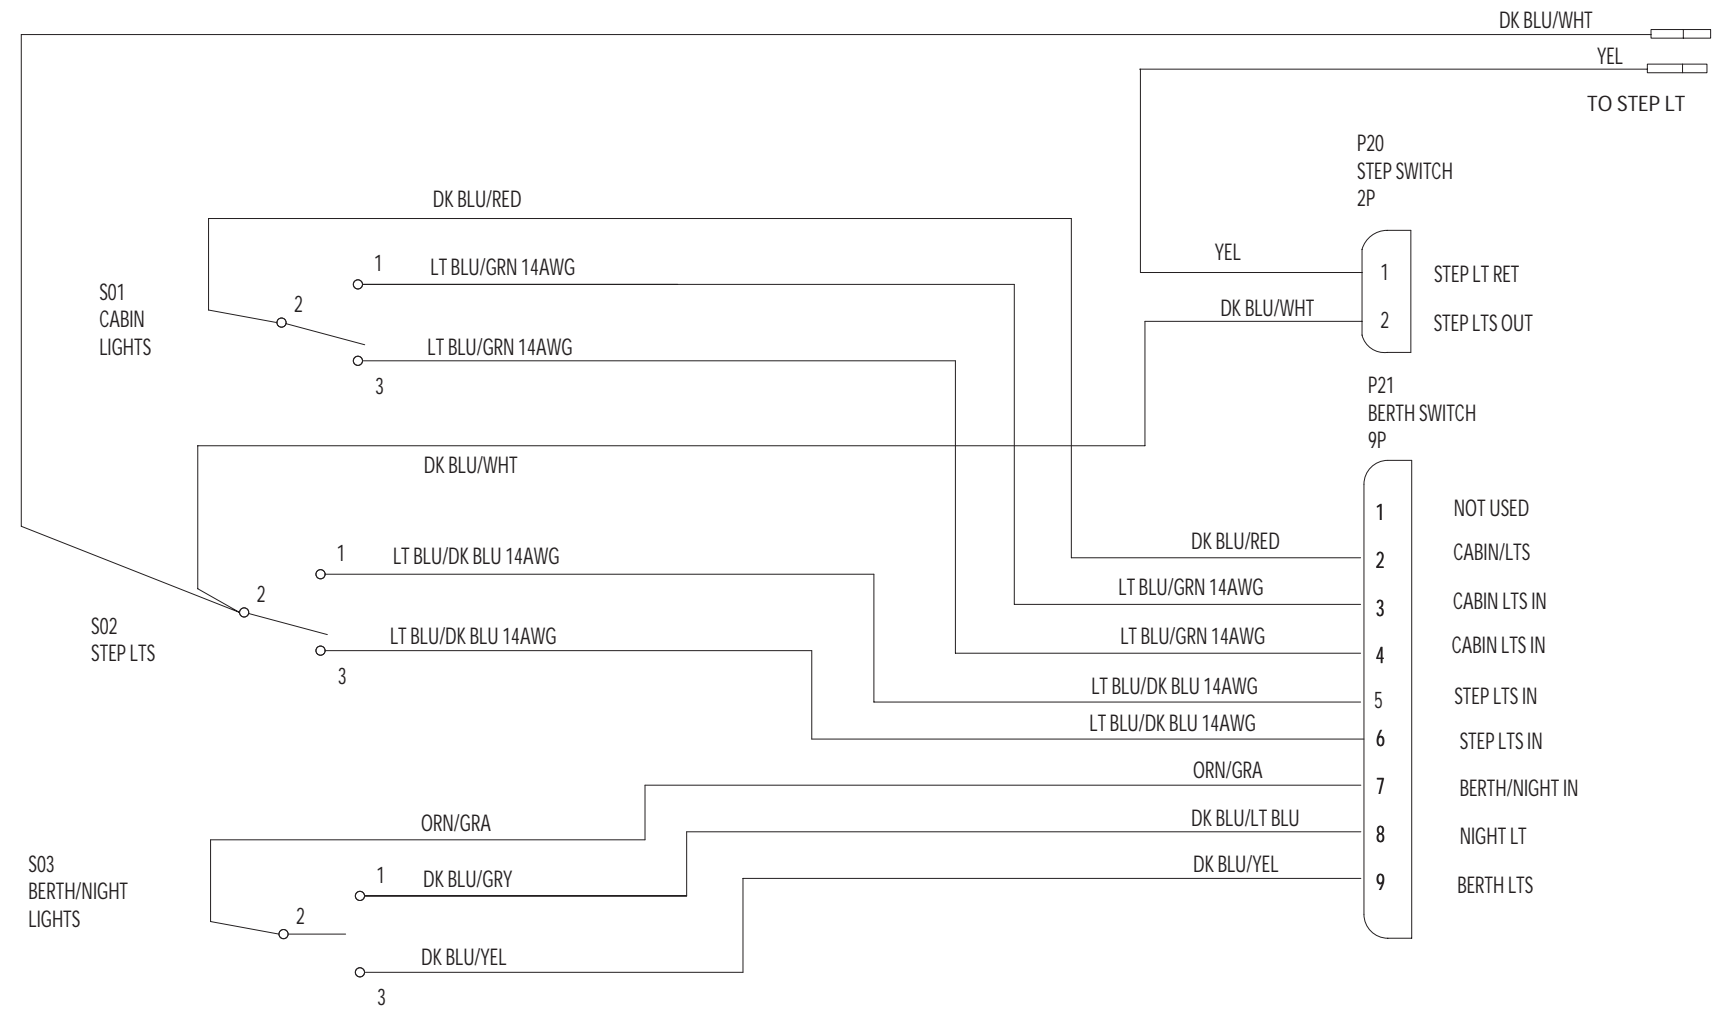 DK BLU/WHT
YEL
TO STEP LT
P20
STEP SWITCH
2P
DK BLU/RED
YEL
1
STEP LT RET
1
LT BLU/GRN 14AWG
S01
CABIN
LIGHTS
2
DK BLU/WHT
2
STEP LTS OUT
LT BLU/GRN 14AWG
3
P21
BERTH SWITCH
9P
DK BLU/WHT
1
NOT USED
DK BLU/RED
2
CABIN/LTS
1
LT BLU/DK BLU 14AWG
2
LT BLU/GRN 14AWG
3
CABIN LTS IN
S02
STEP LTS
LT BLU/DK BLU 14AWG
3
LT BLU/GRN 14AWG
4
CABIN LTS IN
LT BLU/DK BLU 14AWG
5
STEP LTS IN
LT BLU/DK BLU 14AWG
6
STEP LTS IN
ORN/GRA
7
BERTH/NIGHT IN
ORN/GRA
DK BLU/LT BLU
8
NIGHT LT
S03
BERTH/NIGHT
LIGHTS
1
DK BLU/GRY
DK BLU/YEL
9
BERTH LTS
2
DK BLU/YEL
3